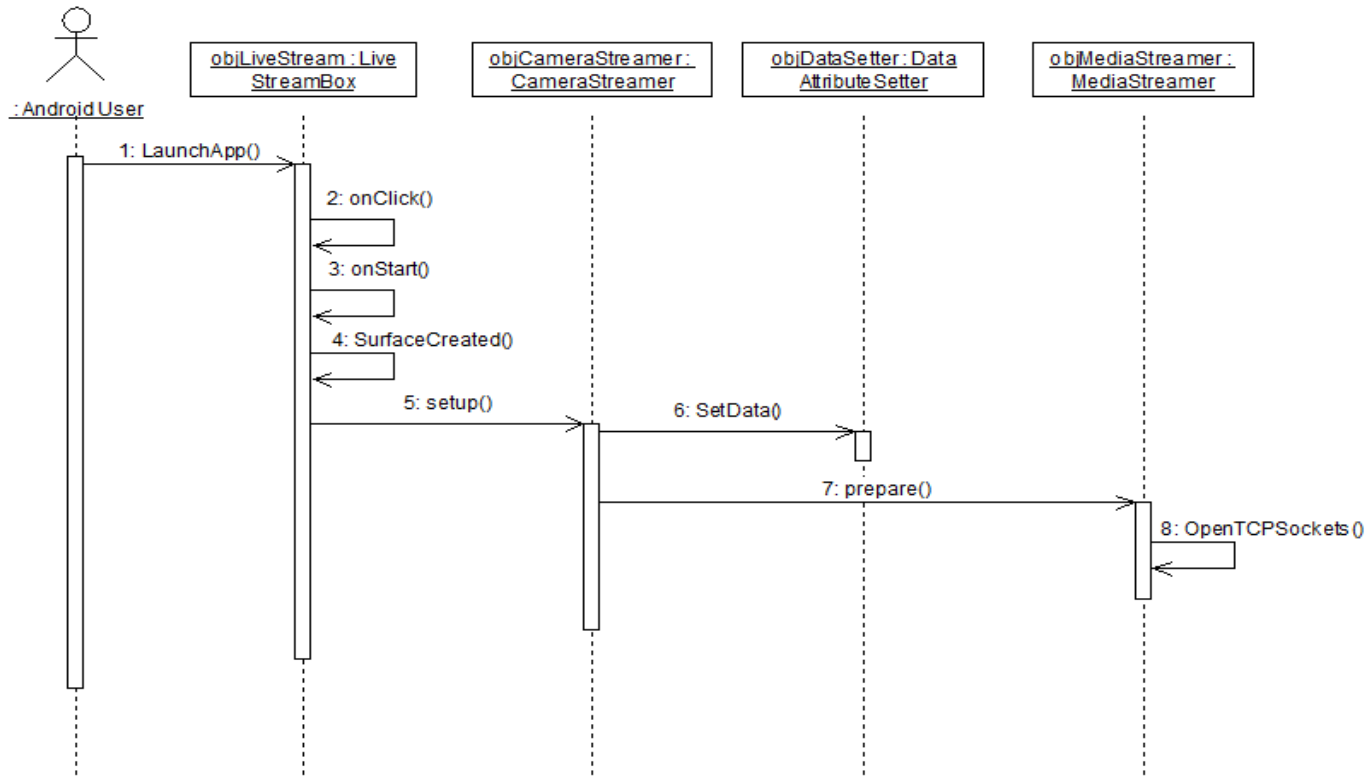 objLiveStream : Live
StreamBox
objCameraStreamer :
CameraStreamer
objDataSetter : Data
AttributeSetter
objMediaStreamer :
MediaStreamer
: Android User
1: LaunchApp()
2: onClick()
3: onStart()
4: SurfaceCreated()
5: setup()
6: SetData()
7: prepare()
8: OpenTCPSockets()